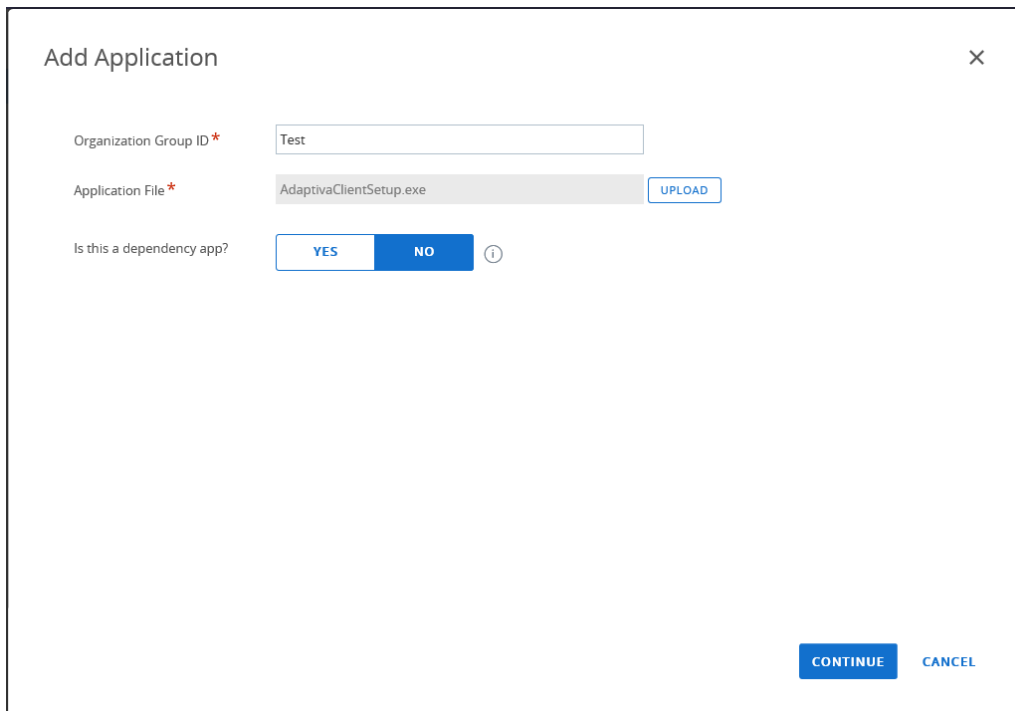 Add Application
Organization Group ID * Test
Application File * AdaptivaClientSetup.exe UPLOAD
Is this a dependency app? YES NO i
CONTINUE CANCEL